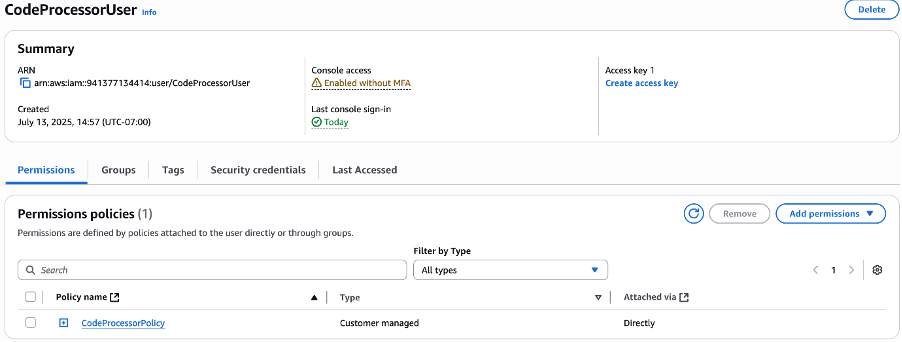 CodeProcessorUser Info
Delete
Summary
ARN
arn:aws:iam::941377134414:user/CodeProcessorUser
Created
July 13, 2025, 14:57 (UTC-07:00)
Console access
Enabled without MFA
Last console sign-in
Today
Access key 1
Create access key
Permissions
Groups
Tags
Security credentials
Last Accessed
Permissions policies (1)
Remove
Add permissions
Permissions are defined by policies attached to the user directly or through groups.
Filter by Type
Search
All types
1
Policy name
Type
Attached via
CodeProcessorPolicy
Customer managed
Directly